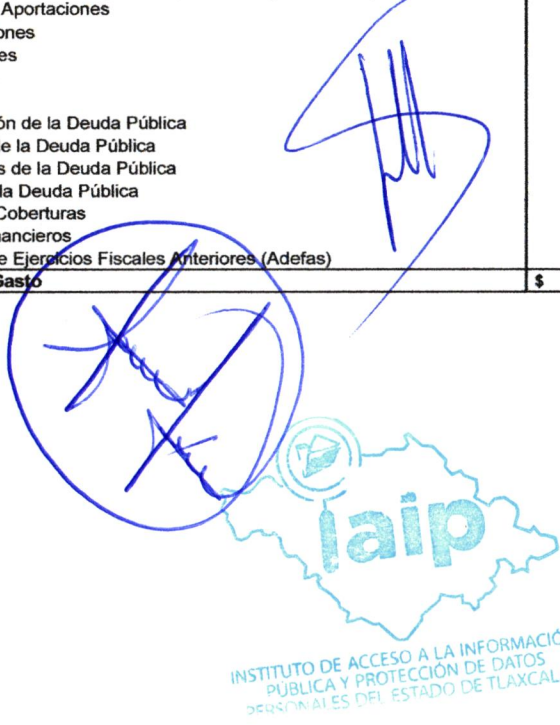 Aportaciones
ones
es
ón de la Deuda Pública
e la Deuda Pública
s de la Deuda Pública
la Deuda Pública
Coberturas
nancieros
e Ejercicios Fiscales Anteriores (Adefas)
Gasto $
iaip
INSTITUTO DE ACCESO A LA INFORMACIÓ
PÚBLICA Y PROTECCIÓN DE DATOS
PERSONALES DEL ESTADO DE TLAXCAL